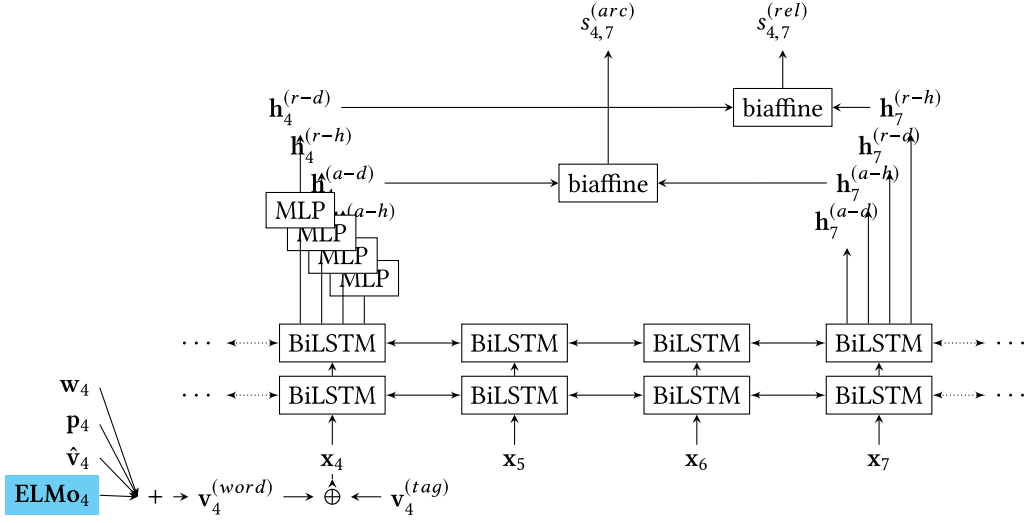 s_{4,7}^{(arc)} s_{4,7}^{(rel)}
h_4^{(r−d)} biaffine h_7^{(r−h)}
h_4^{(r−h)} h_7^{(r−d)}
h^{(a−d)} biaffine h_7^{(a−h)}
MLP (a−h) h_7^{(a−d)}
MLP
MLP
MLP
· · · BiLSTM BiLSTM BiLSTM BiLSTM · · ·
· · · BiLSTM BiLSTM BiLSTM BiLSTM · · ·
w_4
p_4
v̂_4 x_4 x_5 x_6 x_7
ELMo_4 + v_4^{(word)} ⊕ v_4^{(tag)}